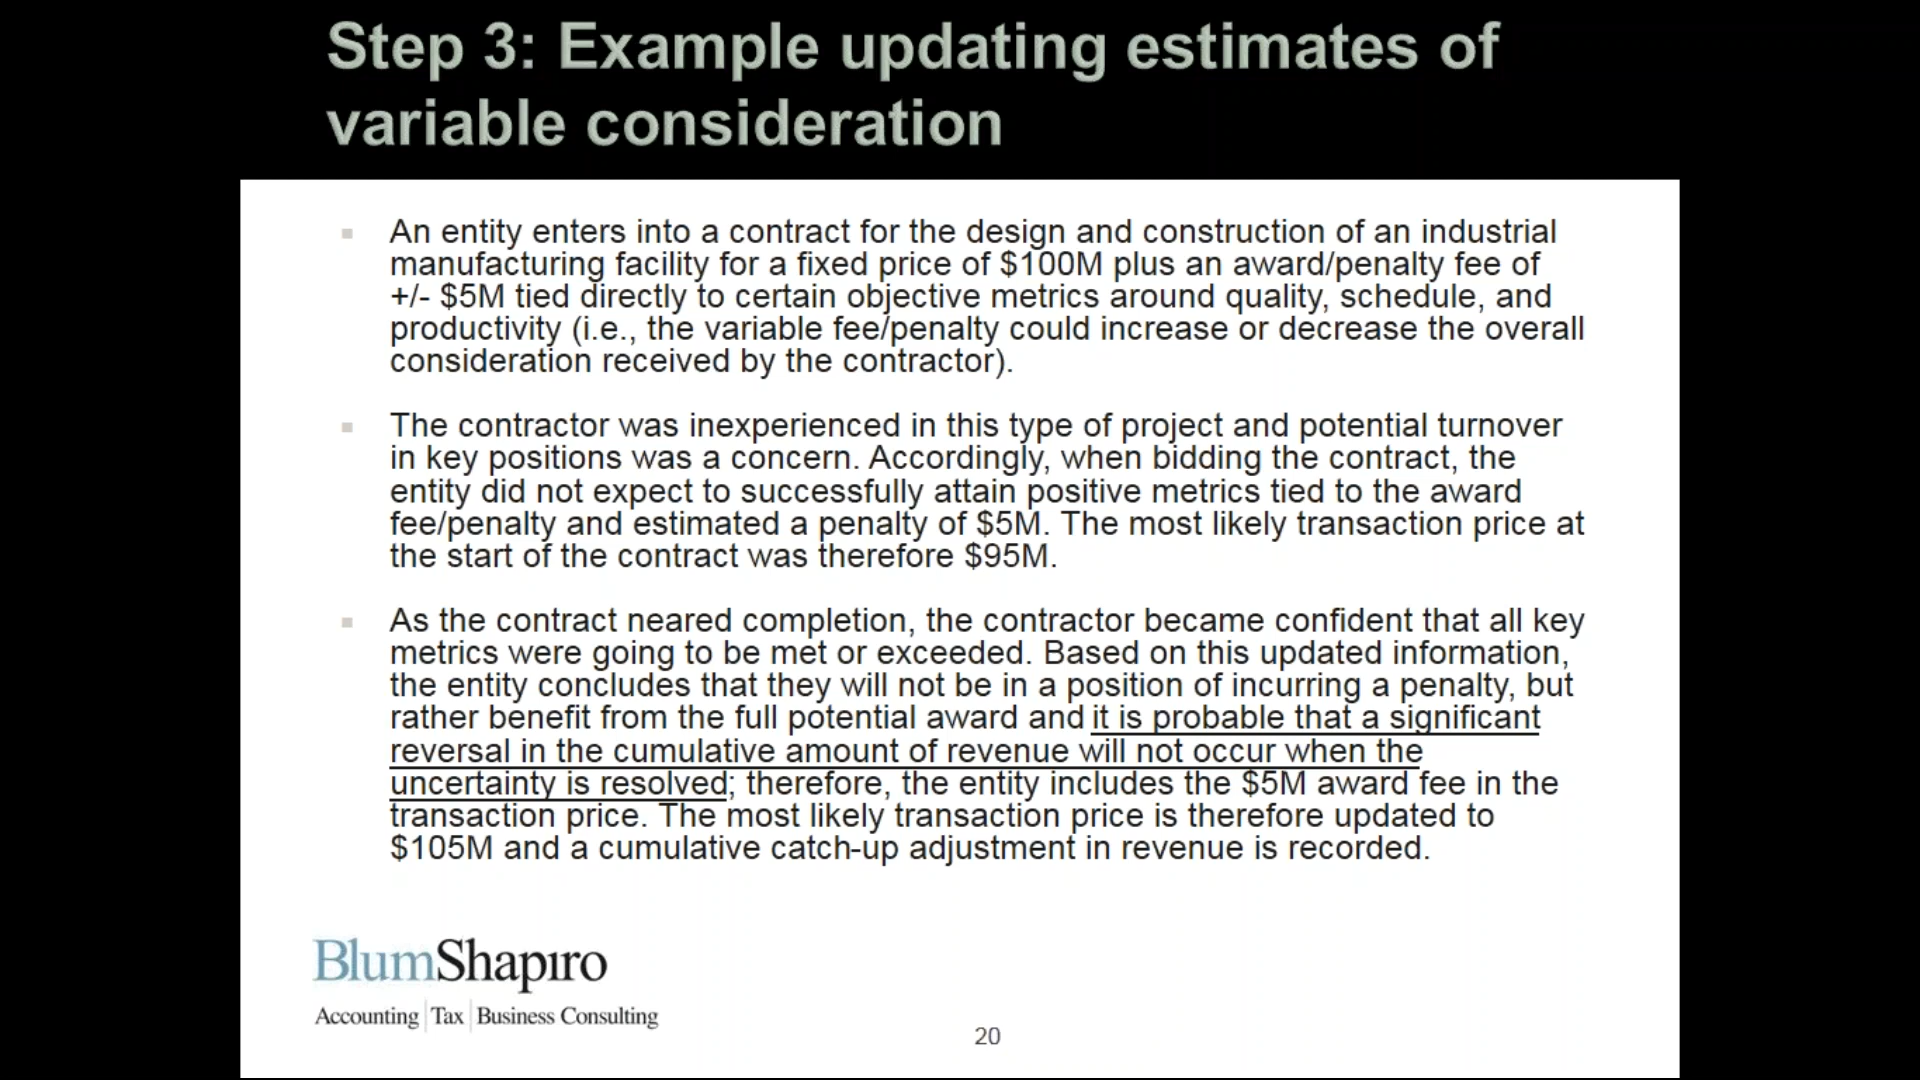 Step 3: Example updating estimates of
variable consideration
An entity enters into a contract for the design and construction of an industrial
manufacturing facility for a fixed price of $100M plus an award/penalty fee of
+/- $5M tied directly to certain objective metrics around quality, schedule, and
productivity (i.e., the variable fee/penalty could increase or decrease the overall
consideration received by the contractor).
The contractor was inexperienced in this type of project and potential turnover
in key positions was a concern. Accordingly, when bidding the contract, the
entity did not expect to successfully attain positive metrics tied to the award
fee/penalty and estimated a penalty of $5M. The most likely transaction price at
the start of the contract was therefore $95M.
As the contract neared completion, the contractor became confident that all key
metrics were going to be met or exceeded. Based on this updated information,
the entity concludes that they will not be in a position of incurring a penalty, but
rather benefit from the full potential award and it is probable that a significant
reversal in the cumulative amount of revenue will not occur when the
uncertainty is resolved; therefore, the entity includes the $5M award fee in the
transaction price. The most likely transaction price is therefore updated to
$105M and a cumulative catch-up adjustment in revenue is recorded.
BlumShapiro
Accounting | Tax | Business Consulting
20